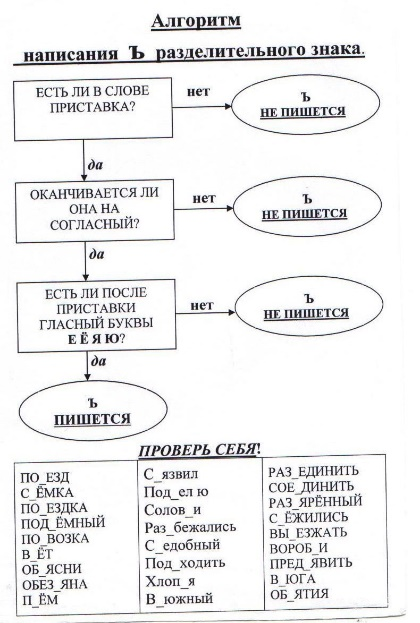 Алгоритм
написания Ъ разделительного знака.
ЕСТЬ ЛИ В СЛОВЕ
ПРИСТАВКА?
нет
Ъ
НЕ ПИШЕТСЯ
да
ОКАНЧИВАЕТСЯ ЛИ
ОНА НА
СОГЛАСНЫЙ?
нет
Ъ
НЕ ПИШЕТСЯ
да
ЕСТЬ ЛИ ПОСЛЕ
ПРИСТАВКИ
ГЛАСНЫЙ БУКВЫ
Е Ё Я Ю?
нет
Ъ
НЕ ПИШЕТСЯ
да
Ъ
ПИШЕТСЯ
ПРОВЕРЬ СЕБЯ!
ПО_ЕЗД
С_ЁМКА
ПО_ЕЗДКА
ПОД_ЁМНЫЙ
ПО_ВОЗКА
В_ЁТ
ОБ_ЯСНИ
ОБЕЗ_ЯНА
П_ЁМ
С_язвил
Под_ел ю
Солов_и
Раз_бежались
С_едобный
Под_ходить
Хлоп_я
В_южный
РАЗ_ЕДИНИТЬ
СОЕ_ДИНИТЬ
РАЗ_ЯРЁННЫЙ
С_ЁЖИЛИСЬ
ВЫ_ЕЗЖАТЬ
ВОРОБ_И
ПРЕД_ЯВИТЬ
В_ЮГА
ОБ_ЯТИЯ